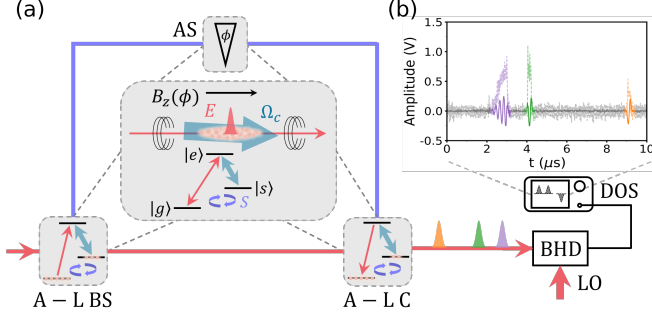 (a)
AS
ϕ
B_z(ϕ)
E
Ω_c
|e⟩
|s⟩
|g⟩
S
A − L BS
A − L C
(b)
Amplitude (V)
1.5
1.0
0.5
0.0
-0.5
0 2 4 6 8 10
t (μs)
DOS
BHD
LO